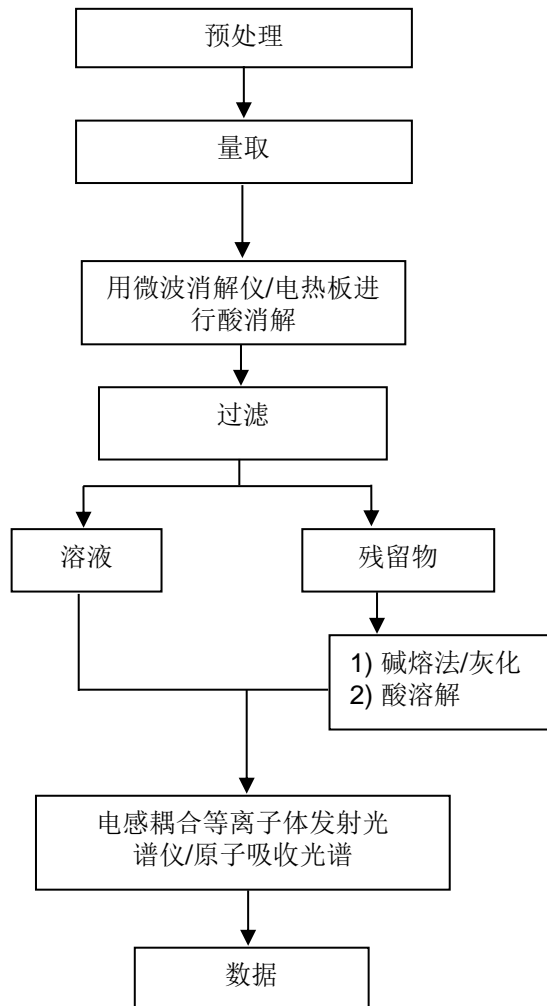 预处理
量取
用微波消解仪/电热板进
行酸消解
过滤
溶液
残留物
1) 碱熔法/灰化
2) 酸溶解
电感耦合等离子体发射光
谱仪/原子吸收光谱
数据